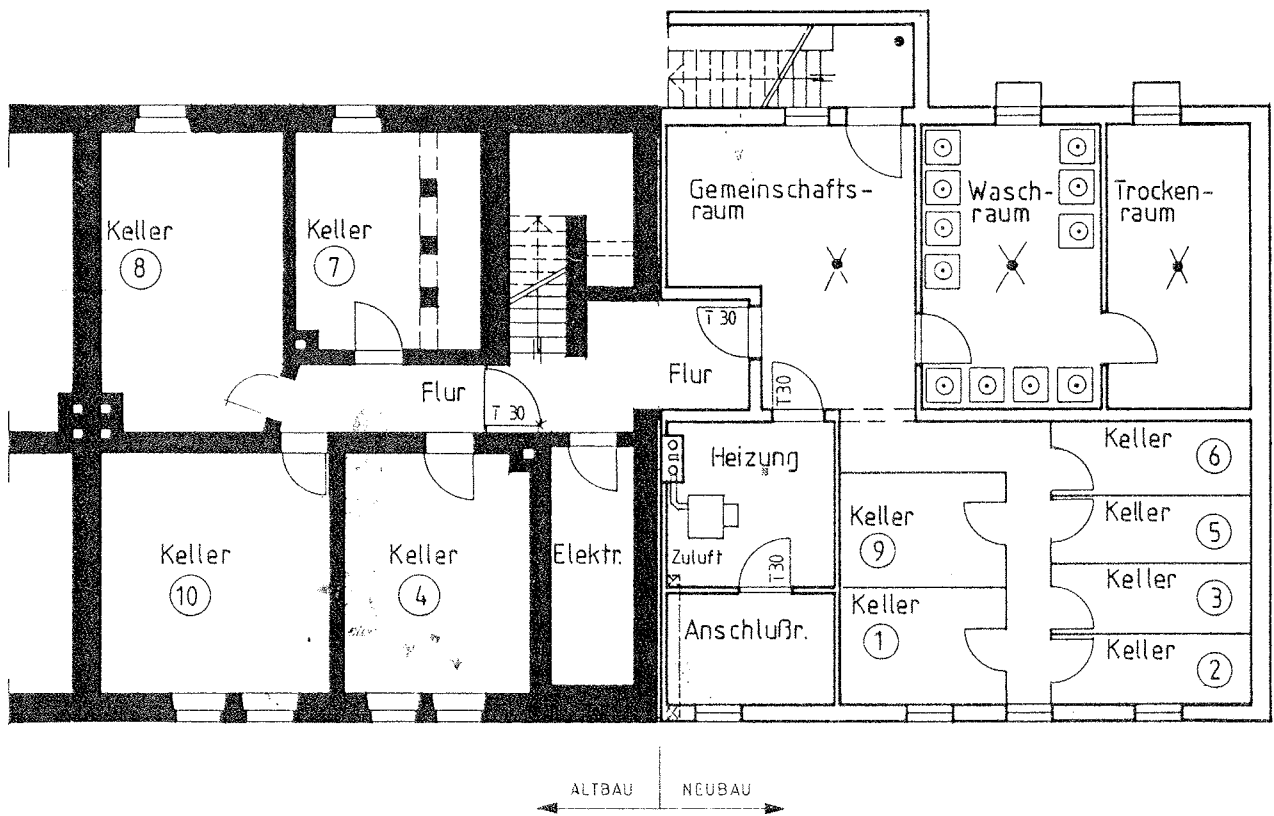 Gemeinschafts-
raum
Wasch-
raum
Trocken-
raum
Keller
8
Keller
7
T 30
Flur
Flur
T 30
T30
Keller
6
Heizung
Keller
5
Keller
9
Keller
10
Keller
4
Elektr.
Zuluft
T30
Keller
3
Keller
1
Anschlußr.
Keller
2
ALTBAU
NEUBAU